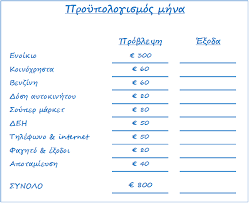 Προϋπολογισμός μήνα
Πρόβλεψη Έξοδα
Ενοίκιο € 300
Κοινόχρηστα € 60
Βενζίνη € 60
Δόση αυτοκινήτου € 80
Σούπερ μάρκετ € 80
ΔΕΗ € 50
Τηλέφωνο & internet € 50
Φαγητό & έξοδοι € 80
Αποταμίευση € 40
ΣΥΝΟΛΟ € 800